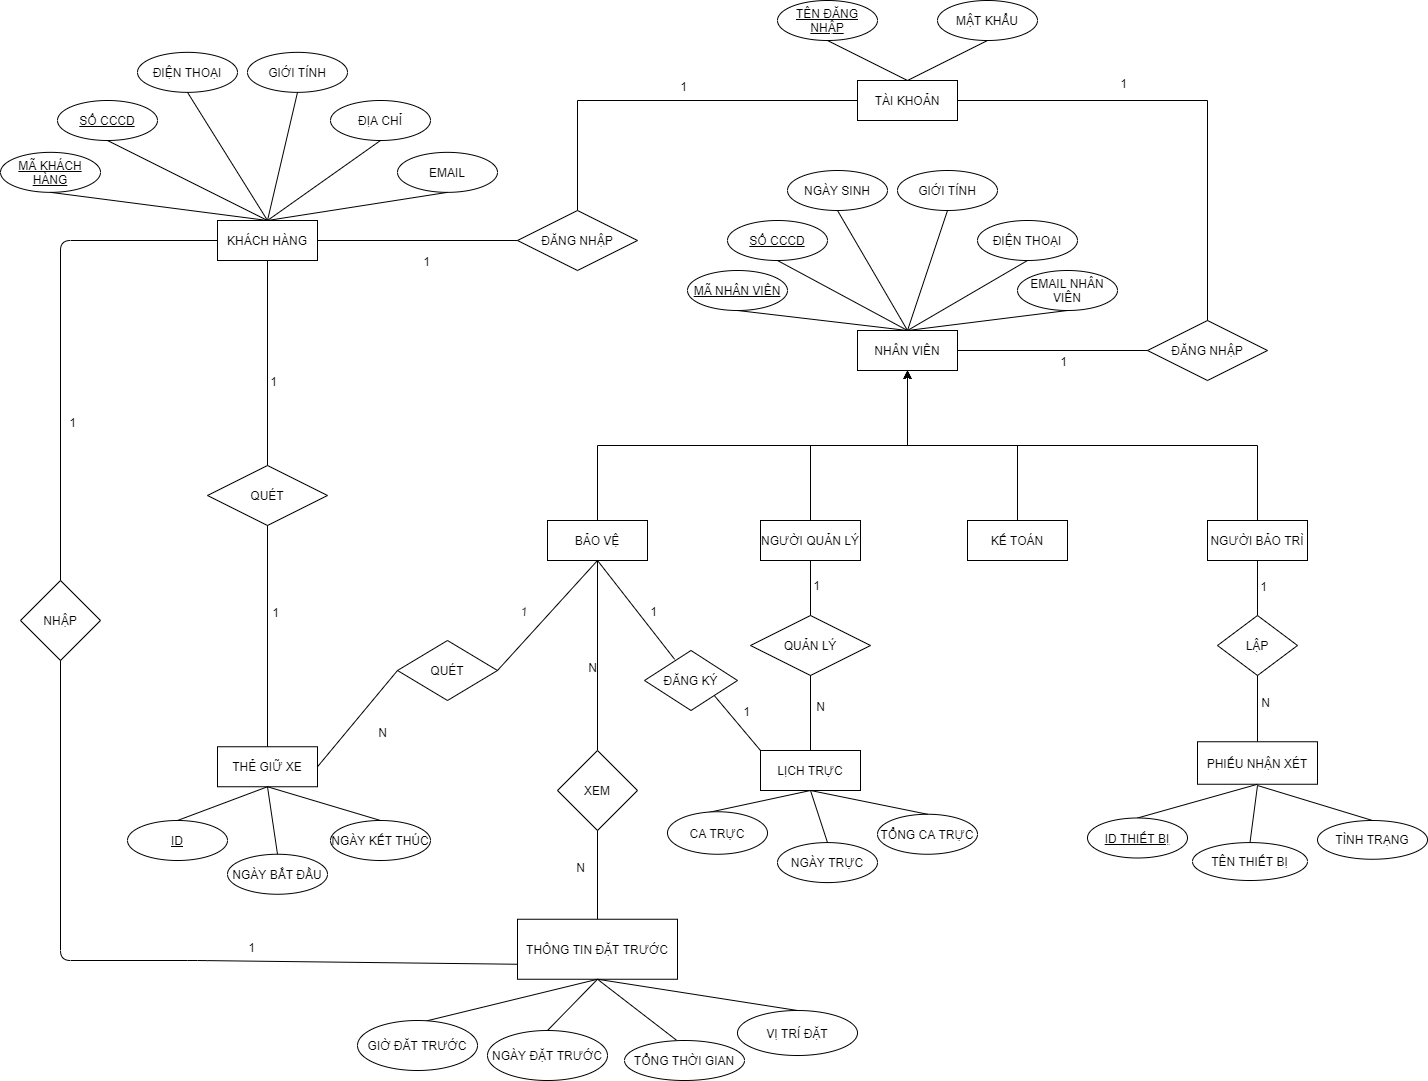 TÊN ĐĂNG
NHẬP
MẬT KHẨU
TÀI KHOẢN
1
1
ĐIỆN THOẠI
GIỚI TÍNH
SỐ CCCD
ĐỊA CHỈ
MÃ KHÁCH
HÀNG
EMAIL
KHÁCH HÀNG
1
ĐĂNG NHẬP
NGÀY SINH
GIỚI TÍNH
SỐ CCCD
ĐIỆN THOẠI
MÃ NHÂN VIÊN
EMAIL NHÂN
VIÊN
NHÂN VIÊN
1
ĐĂNG NHẬP
1
1
QUÉT
BẢO VỆ
NGƯỜI QUẢN LÝ
KẾ TOÁN
NGƯỜI BẢO TRÌ
1
1
1
1
1
NHẬP
QUÉT
N
ĐĂNG KÝ
QUẢN LÝ
LẬP
N
1
N
N
THẺ GIỮ XE
XEM
LỊCH TRỰC
PHIẾU NHẬN XÉT
ID
NGÀY BẮT ĐẦU
NGÀY KẾT THÚC
CA TRỰC
NGÀY TRỰC
TỔNG CA TRỰC
ID THIẾT BỊ
TÊN THIẾT BỊ
TÌNH TRẠNG
N
1
THÔNG TIN ĐẶT TRƯỚC
GIỜ ĐĂT TRƯỚC
NGÀY ĐẶT TRƯỚC
TỔNG THỜI GIAN
VỊ TRÍ ĐẶT